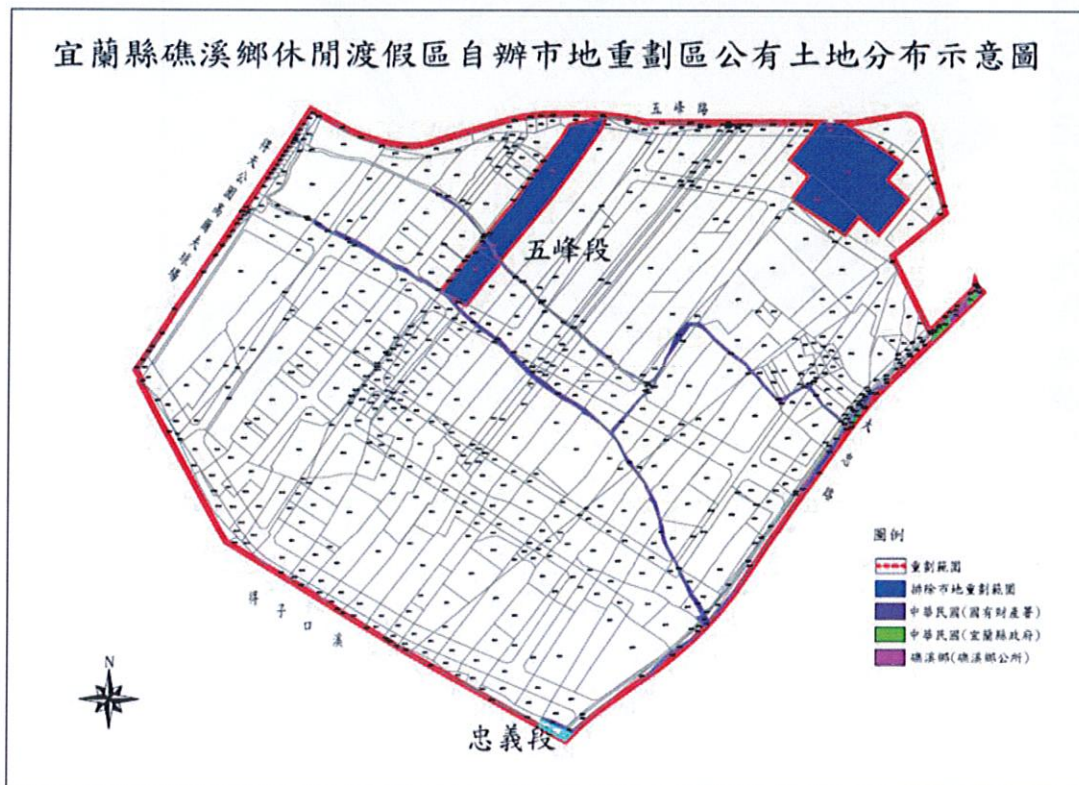 宜蘭縣礁溪鄉休閒渡假區自辦市地重劃區公有土地分布示意圖
五峰路
五峰段
得子口溪
忠義段
N
圖例
重劃範圍
排除市地重劃範圍
中華民國(國有財產署)
中華民國(宜蘭縣政府)
礁溪鄉(礁溪鄉公所)